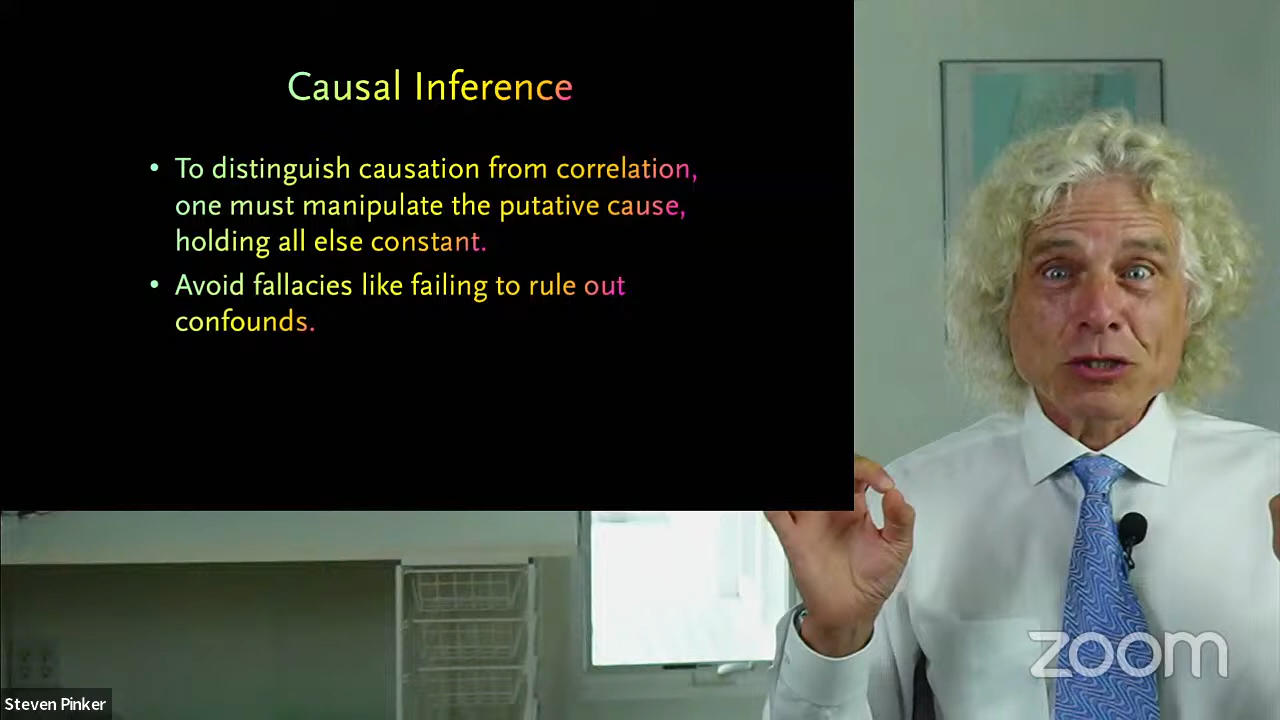 Causal Inference
• To distinguish causation from correlation,
one must manipulate the putative cause,
holding all else constant.
• Avoid fallacies like failing to rule out
confounds.
zoom
Steven Pinker